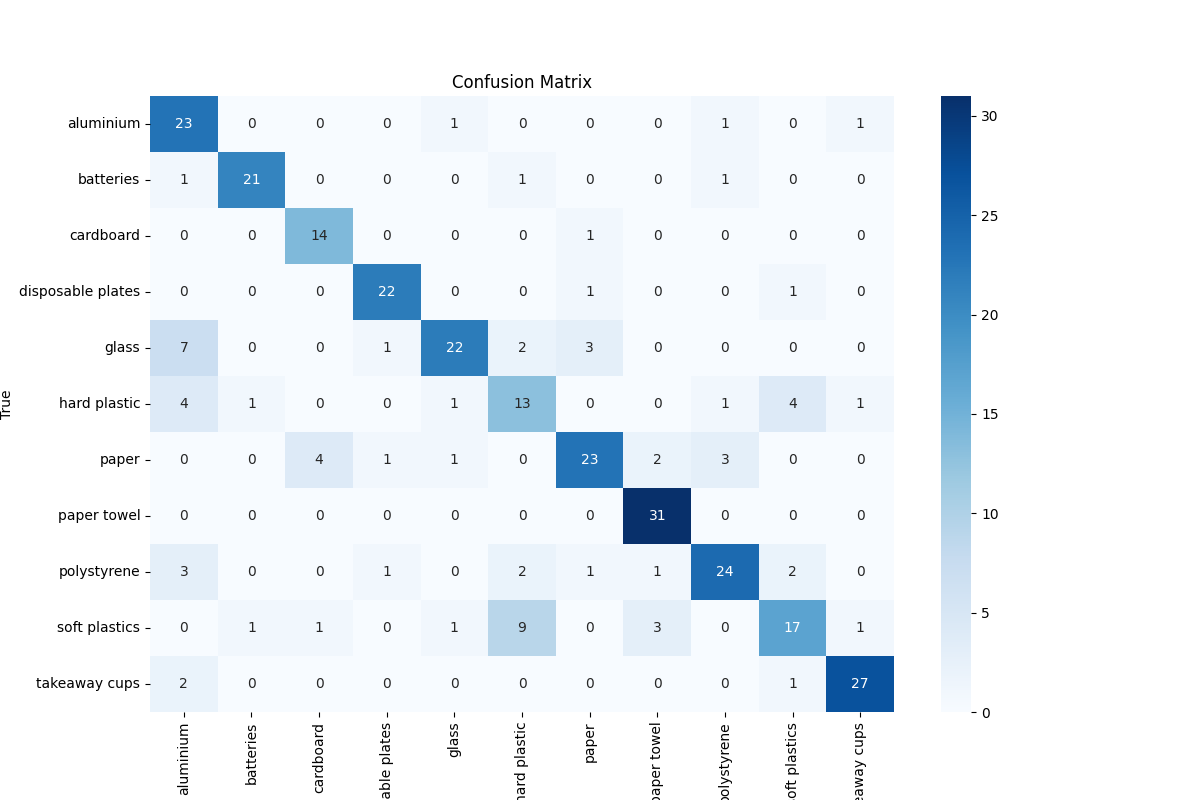 Confusion Matrix
aluminium 23 0 0 0 1 0 0 0 1 0 1
batteries 1 21 0 0 0 1 0 0 1 0 0
cardboard 0 0 14 0 0 0 1 0 0 0 0
disposable plates 0 0 0 22 0 0 1 0 0 1 0
glass 7 0 0 1 22 2 3 0 0 0 0
hard plastic 4 1 0 0 1 13 0 0 1 4 1
paper 0 0 4 1 1 0 23 2 3 0 0
paper towel 0 0 0 0 0 0 0 31 0 0 0
polystyrene 3 0 0 1 0 2 1 1 24 2 0
soft plastics 0 1 1 0 1 9 0 3 0 17 1
takeaway cups 2 0 0 0 0 0 0 0 0 1 27
True
aluminium
batteries
cardboard
able plates
glass
hard plastic
paper
paper towel
polystyrene
oft plastics
eaway cups
30
25
20
15
10
5
0